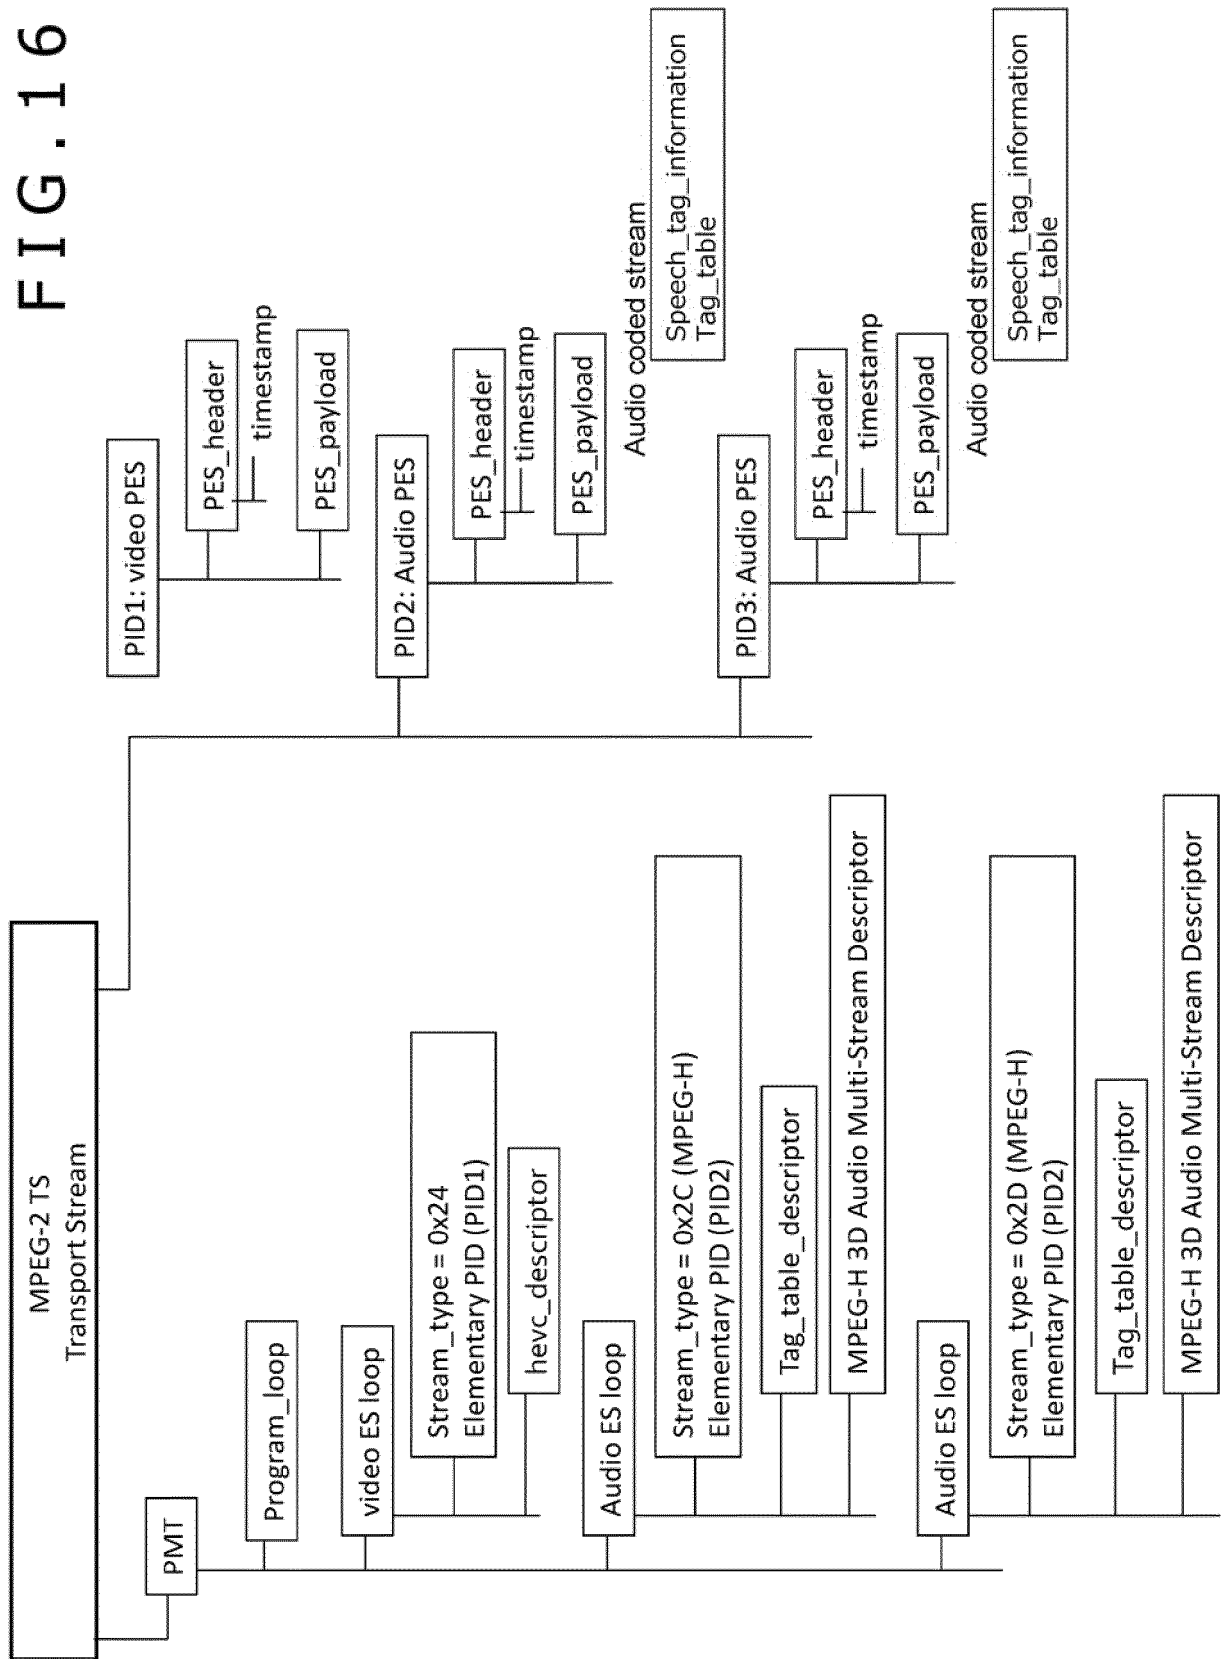 FIG.16
MPEG-2 TS
Transport Stream
PMT
Program_loop
video ES loop
Stream_type = 0x24
Elementary PID (PID1)
hevc_descriptor
Audio ES loop
Stream_type = 0x2C (MPEG-H)
Elementary PID (PID2)
Tag_table_descriptor
MPEG-H 3D Audio Multi-Stream Descriptor
Audio ES loop
Stream_type = 0x2D (MPEG-H)
Elementary PID (PID2)
Tag_table_descriptor
MPEG-H 3D Audio Multi-Stream Descriptor
PID1: video PES
PES_header
timestamp
PES_payload
PID2: Audio PES
PES_header
timestamp
PES_payload
Audio coded stream
Speech_tag_information
Tag_table
PID3: Audio PES
PES_header
timestamp
PES_payload
Audio coded stream
Speech_tag_information
Tag_table